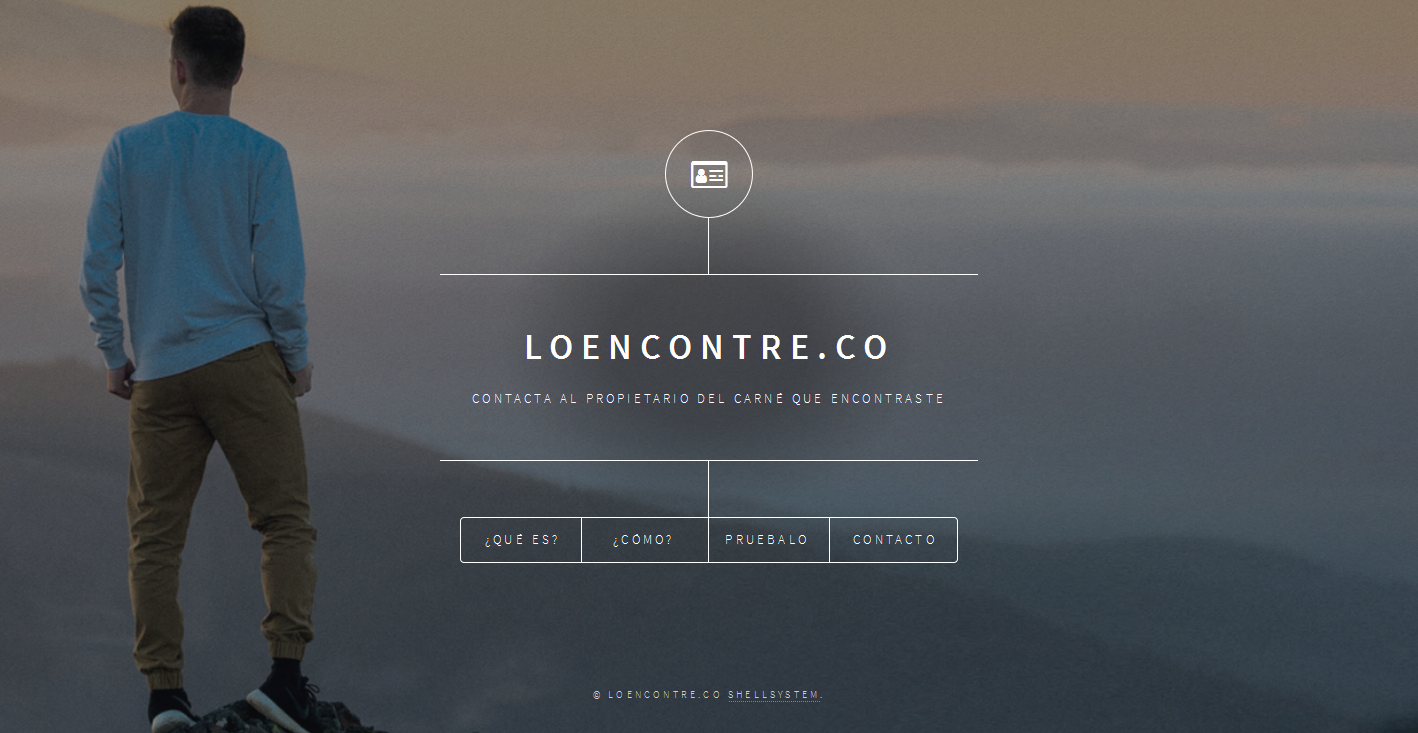 LOENCONTRE.CO
CONTACTA AL PROPIETARIO DEL CARNÉ QUE ENCONTRASTE
¿QUÉ ES? ¿CÓMO? PRUEBALO CONTACTO
© LOENCONTRE.CO SHELLSYSTEM.